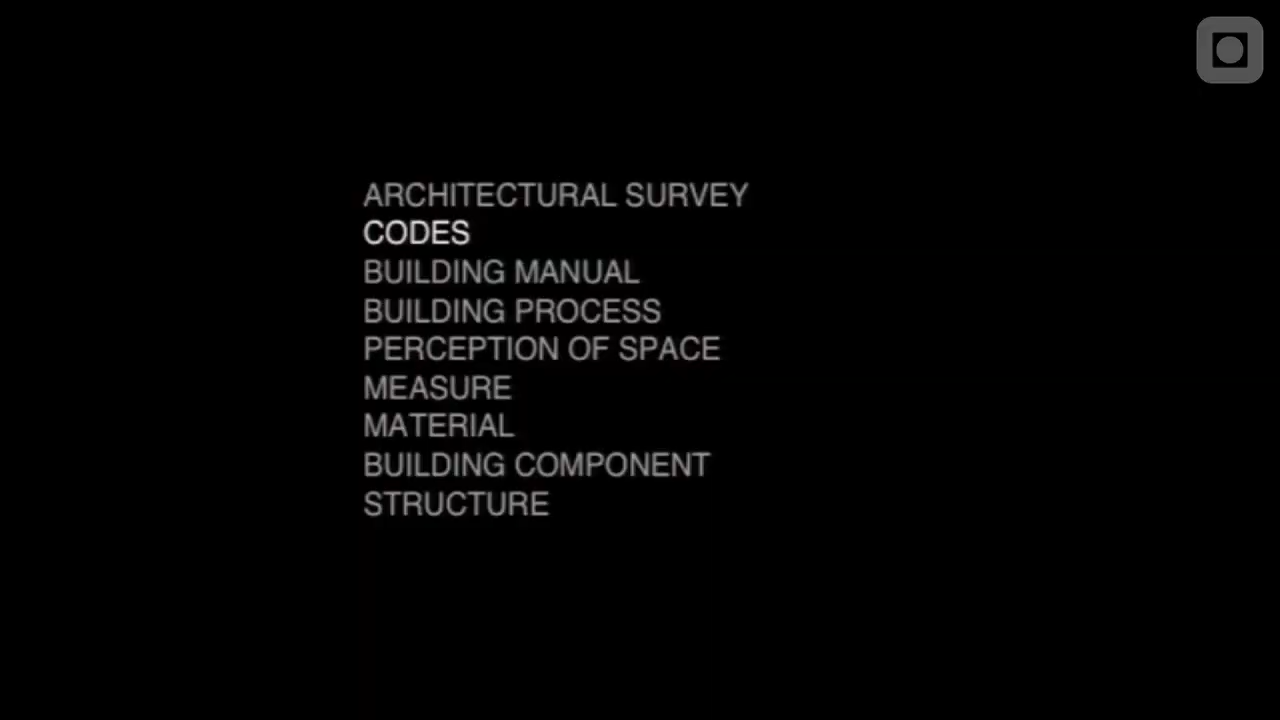 ARCHITECTURAL SURVEY
CODES
BUILDING MANUAL
BUILDING PROCESS
PERCEPTION OF SPACE
MEASURE
MATERIAL
BUILDING COMPONENT
STRUCTURE